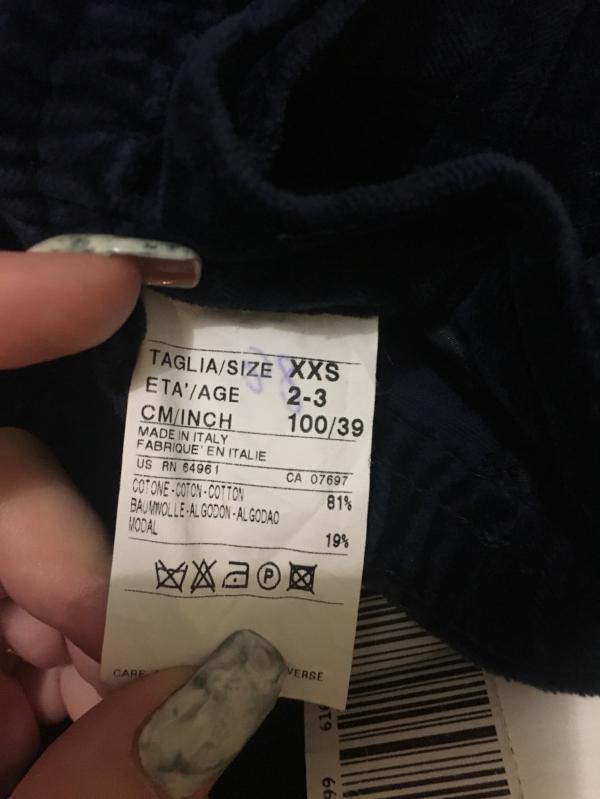 TAGLIA/SIZE XXS
ETA'/AGE 2-3
CM/INCH 100/39
MADE IN ITALY
FABRIQUE' EN ITALIE
US RN 64961 CA 07697
COTONE-COTON-COTTON 81%
BAUMWOLLE-ALGODON-ALGODAO
MODAL 19%
P
CARE VERSE